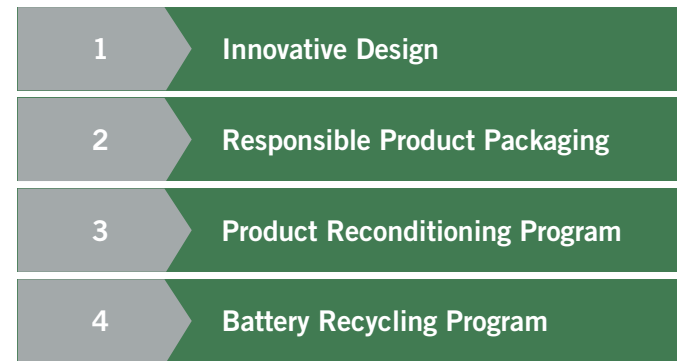 1 Innovative Design
2 Responsible Product Packaging
3 Product Reconditioning Program
4 Battery Recycling Program